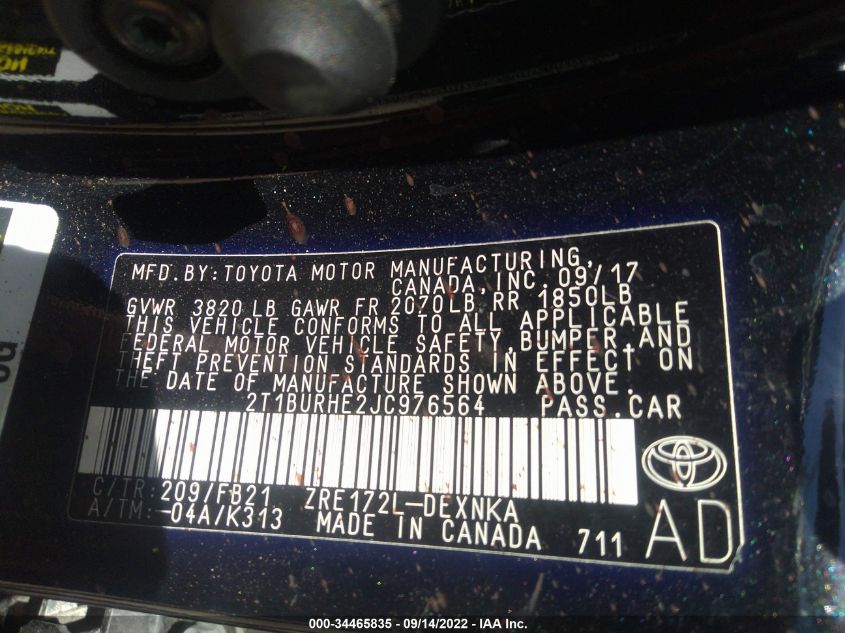 MFD.BY:TOYOTA MOTOR MANUFACTURING,
CANADA,INC.09/17
GVWR 3820 LB GAWR FR 2070LB,RR 1850LB
THIS VEHICLE CONFORMS TO ALL APPLICABLE
FEDERAL MOTOR VEHICLE SAFETY,BUMPER,AND
THEFT PREVENTION STANDARDS IN EFFECT ON
THE DATE OF MANUFACTURE SHOWN ABOVE.
2T1BURHE2JC976564 PASS.CAR
C/TR:209/FB21 ZRE172L-DEXNKA
A/TM:-04A/K313 MADE IN CANADA 711 AD
000-34465835 - 09/14/2022 - IAA Inc.